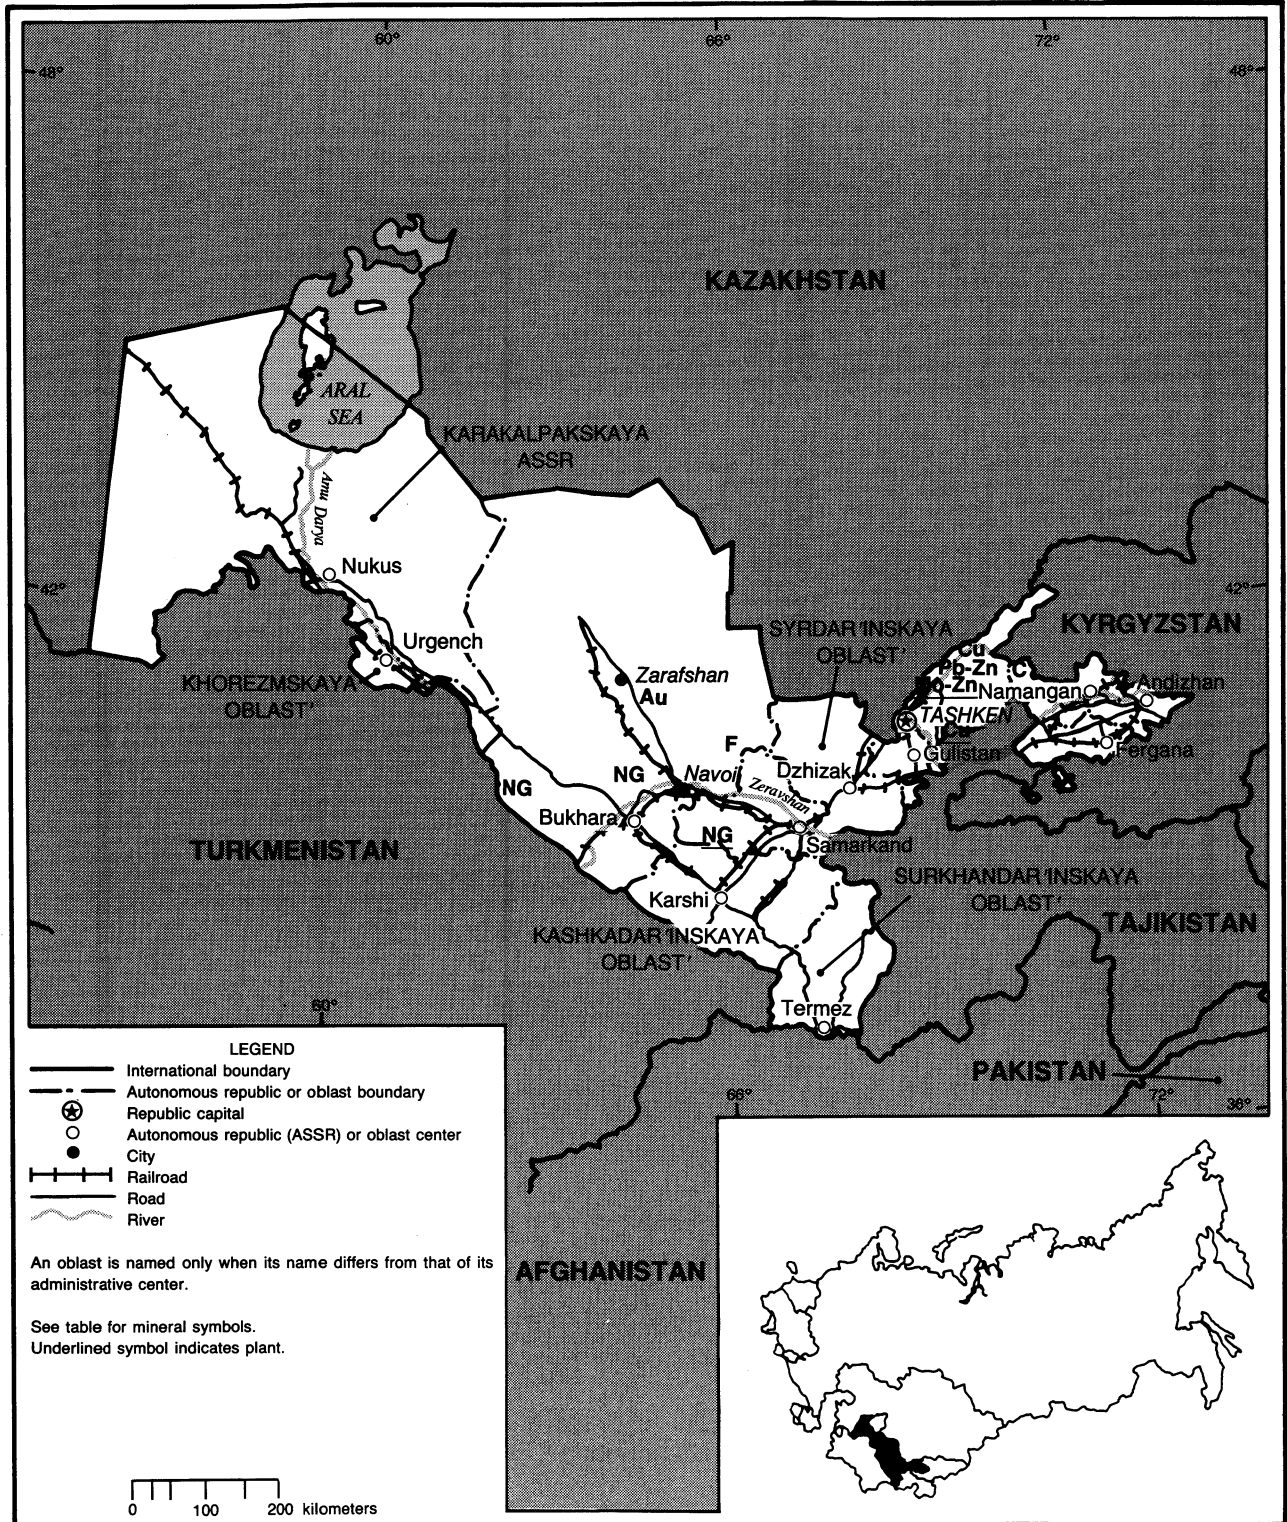 60°
66°
72°
48°
48°
KAZAKHSTAN
ARAL
SEA
KARAKALPAKSKAYA
ASSR
Amu Darya
Nukus
42°
42°
KYRGYZSTAN
SYRDAR'INSKAYA
OBLAST'
Urgench
Cu
Pb-Zn
C
Zarafshan
Au
Namangan
Andizhan
KHOREZMSKAYA
OBLAST'
TASHKEN
Cu
F
Gulistan
Fergana
NG
Navoi
Dzhizak
NG
Zeravshan
Bukhara
NG
Samarkand
TURKMENISTAN
SURKHANDAR'INSKAYA
OBLAST'
Karshi
TAJIKISTAN
KASHKADAR'INSKAYA
OBLAST'
60°
Termez
PAKISTAN
66°
72°
36°
LEGEND
International boundary
Autonomous republic or oblast boundary
Republic capital
Autonomous republic (ASSR) or oblast center
City
Railroad
Road
River
An oblast is named only when its name differs from that of its
administrative center.
AFGHANISTAN
See table for mineral symbols.
Underlined symbol indicates plant.
0 100 200 kilometers